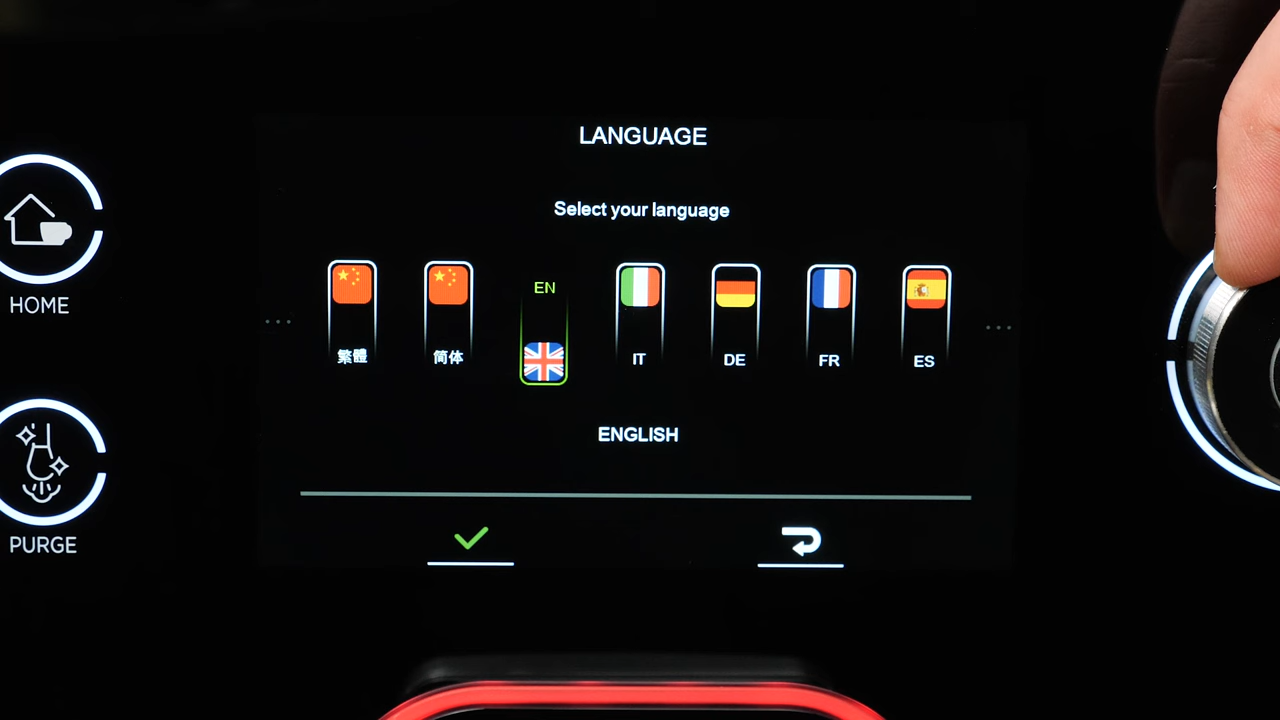 LANGUAGE
Select your language
EN
繁體 简体 IT DE FR ES
ENGLISH
HOME
PURGE